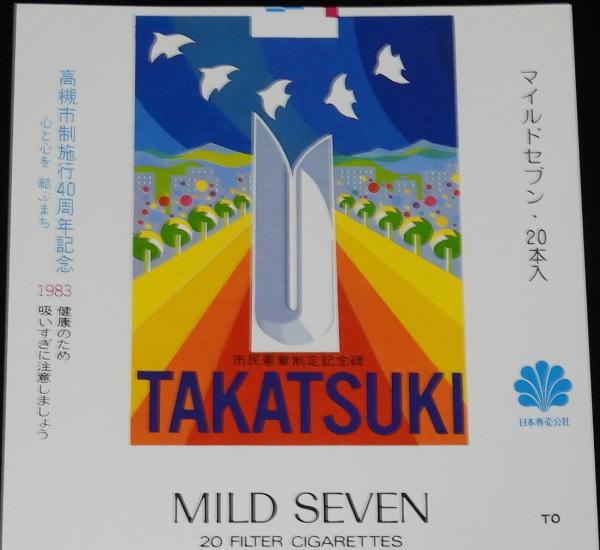 高槻市制施行40周年記念
心と心を 結ぶまち
1983
健康のため
吸いすぎに注意しましょう
市民憲章制定記念碑
TAKATSUKI
マイルドセブン・20本入
日本専売公社
MILD SEVEN
20 FILTER CIGARETTES
TO